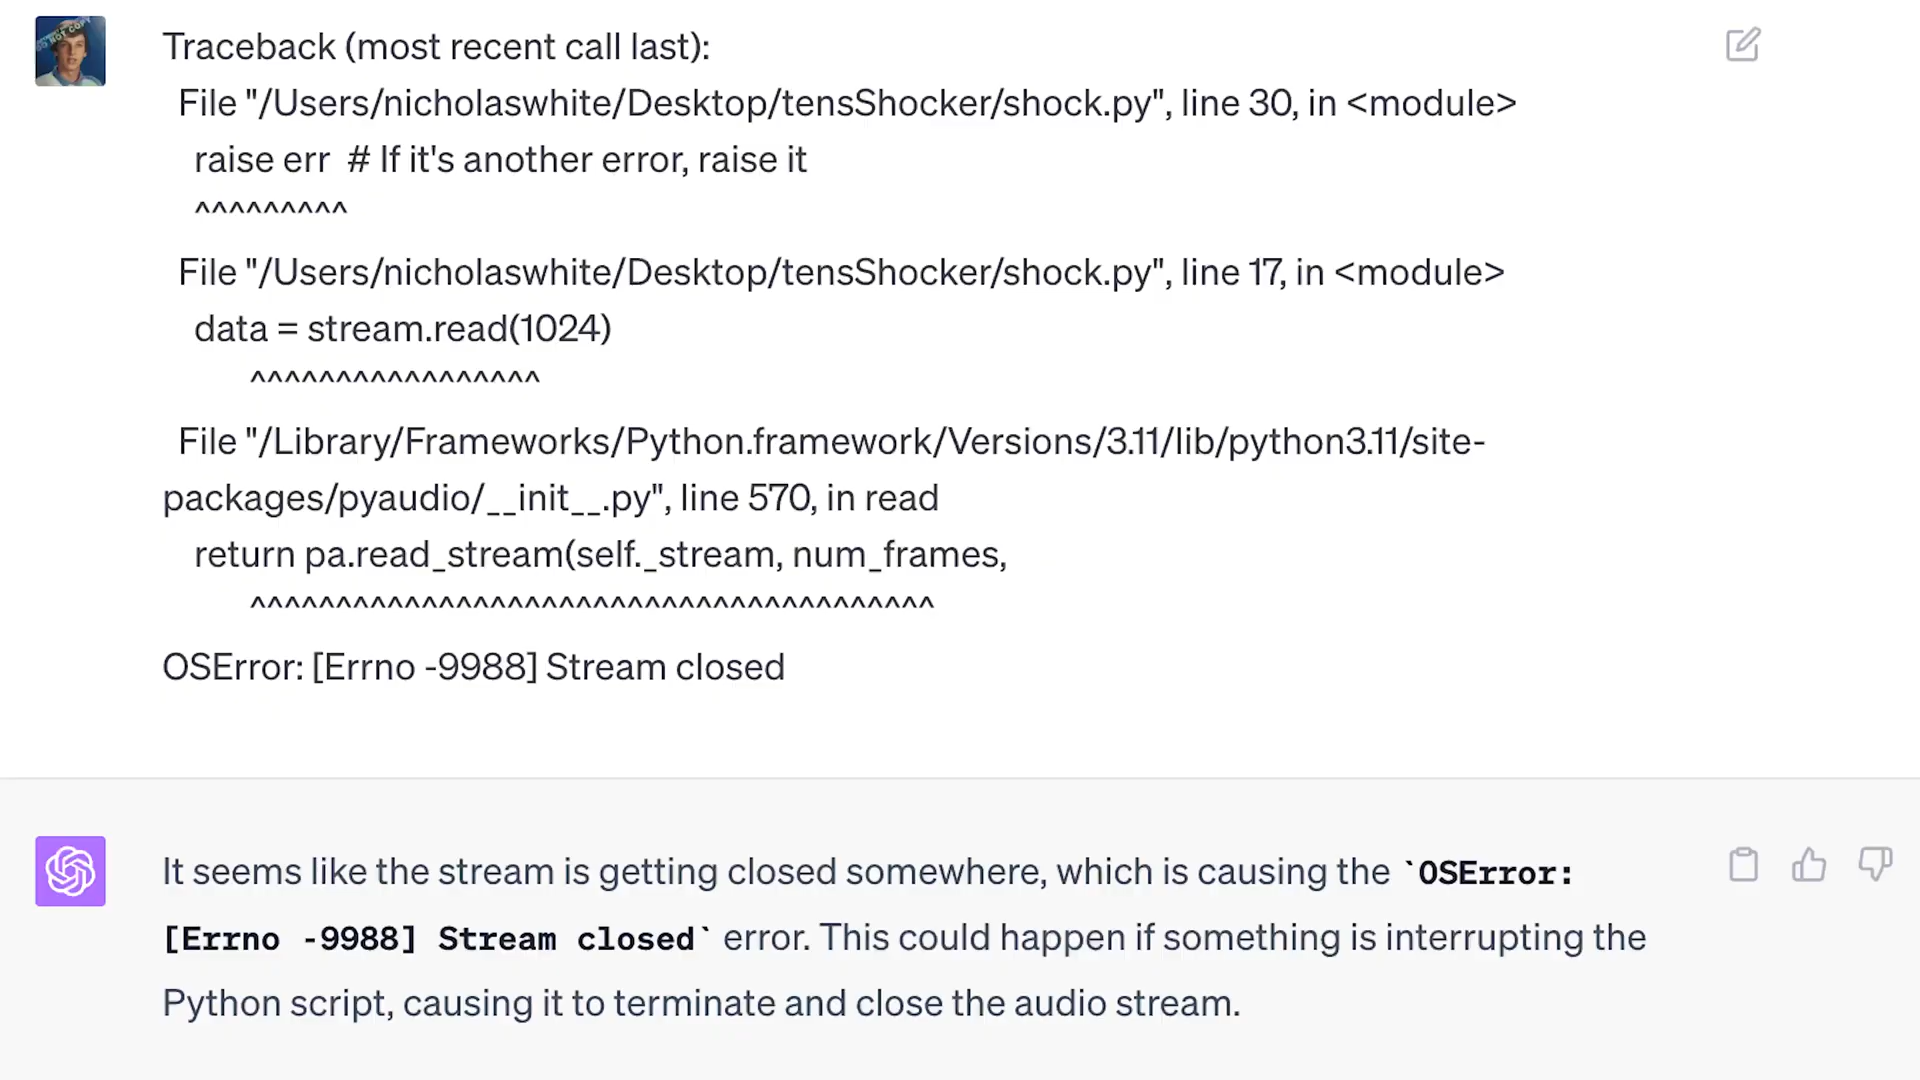 DO NOT COPY
Traceback (most recent call last):
File "/Users/nicholaswhite/Desktop/tensShocker/shock.py", line 30, in <module>
raise err  # If it's another error, raise it
^^^^^^^^^
File "/Users/nicholaswhite/Desktop/tensShocker/shock.py", line 17, in <module>
data = stream.read(1024)
^^^^^^^^^^^^^^^^^
File "/Library/Frameworks/Python.framework/Versions/3.11/lib/python3.11/site-
packages/pyaudio/__init__.py", line 570, in read
return pa.read_stream(self._stream, num_frames,
^^^^^^^^^^^^^^^^^^^^^^^^^^^^^^^^^^^^^^^^
OSError: [Errno -9988] Stream closed
It seems like the stream is getting closed somewhere, which is causing the `OSError:
[Errno -9988] Stream closed` error. This could happen if something is interrupting the
Python script, causing it to terminate and close the audio stream.